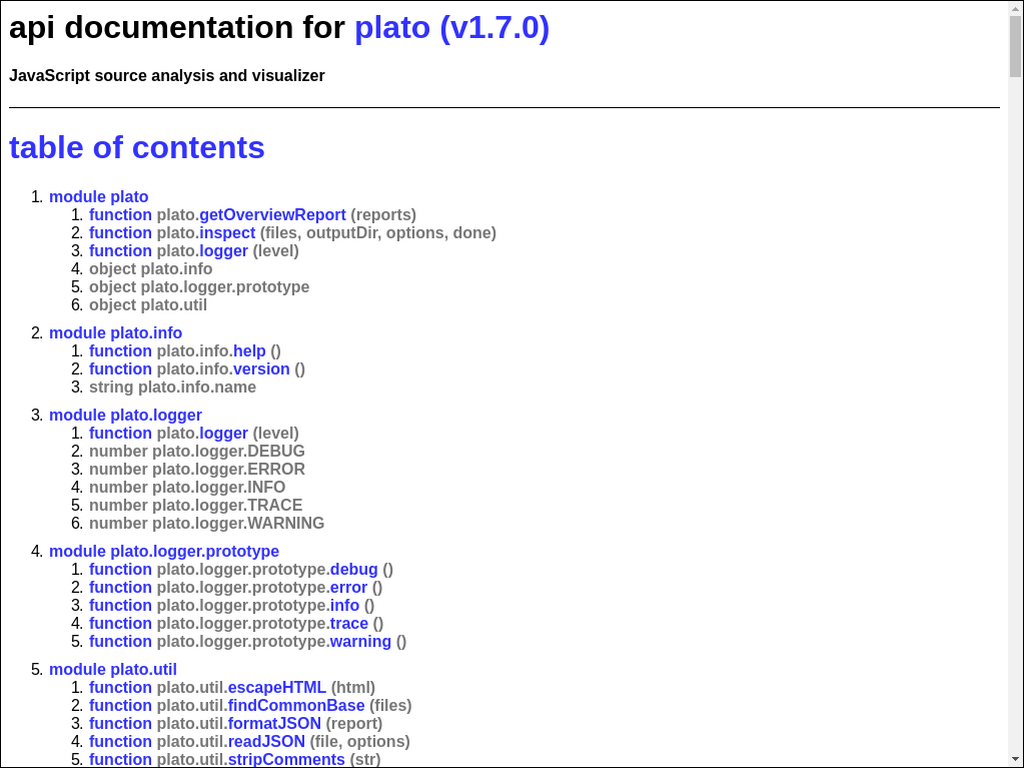 api documentation for plato (v1.7.0)
JavaScript source analysis and visualizer
table of contents
1. module plato
1. function plato.getOverviewReport (reports)
2. function plato.inspect (files, outputDir, options, done)
3. function plato.logger (level)
4. object plato.info
5. object plato.logger.prototype
6. object plato.util
2. module plato.info
1. function plato.info.help ()
2. function plato.info.version ()
3. string plato.info.name
3. module plato.logger
1. function plato.logger (level)
2. number plato.logger.DEBUG
3. number plato.logger.ERROR
4. number plato.logger.INFO
5. number plato.logger.TRACE
6. number plato.logger.WARNING
4. module plato.logger.prototype
1. function plato.logger.prototype.debug ()
2. function plato.logger.prototype.error ()
3. function plato.logger.prototype.info ()
4. function plato.logger.prototype.trace ()
5. function plato.logger.prototype.warning ()
5. module plato.util
1. function plato.util.escapeHTML (html)
2. function plato.util.findCommonBase (files)
3. function plato.util.formatJSON (report)
4. function plato.util.readJSON (file, options)
5. function plato.util.stripComments (str)